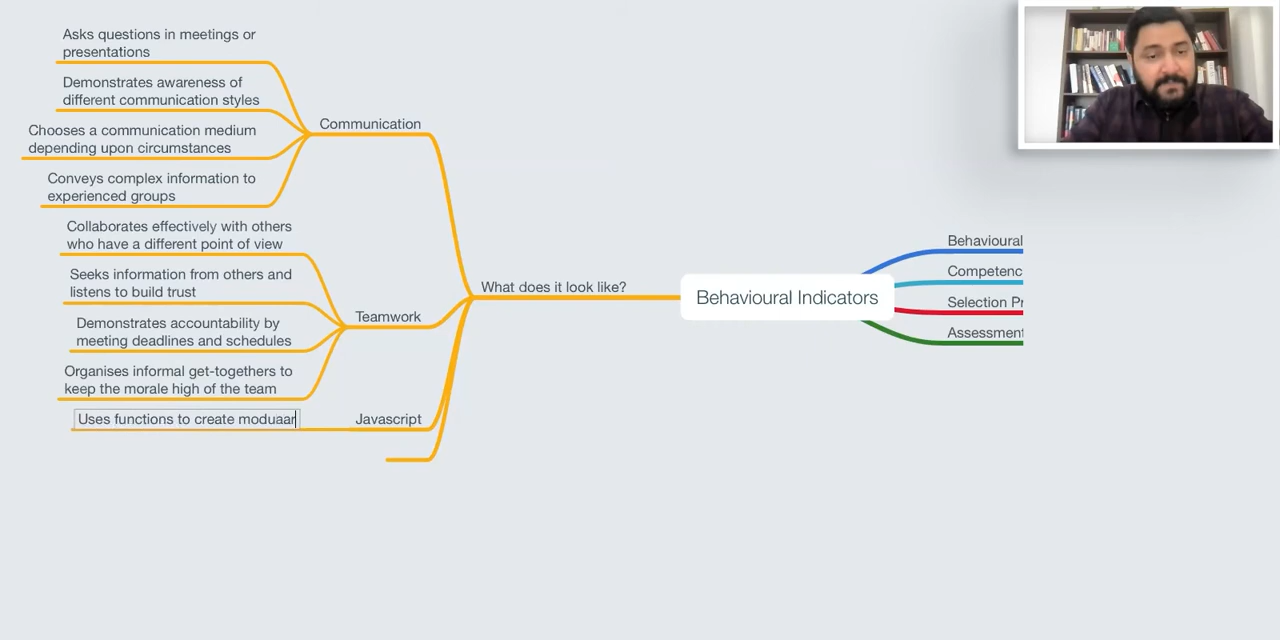 Asks questions in meetings or
presentations
Demonstrates awareness of
different communication styles
Chooses a communication medium
depending upon circumstances
Conveys complex information to
experienced groups
Communication
Collaborates effectively with others
who have a different point of view
Seeks information from others and
listens to build trust
Demonstrates accountability by
meeting deadlines and schedules
Organises informal get-togethers to
keep the morale high of the team
Teamwork
Uses functions to create moduaar
Javascript
What does it look like?
Behavioural Indicators
Behavioural
Competenc
Selection Pr
Assessment